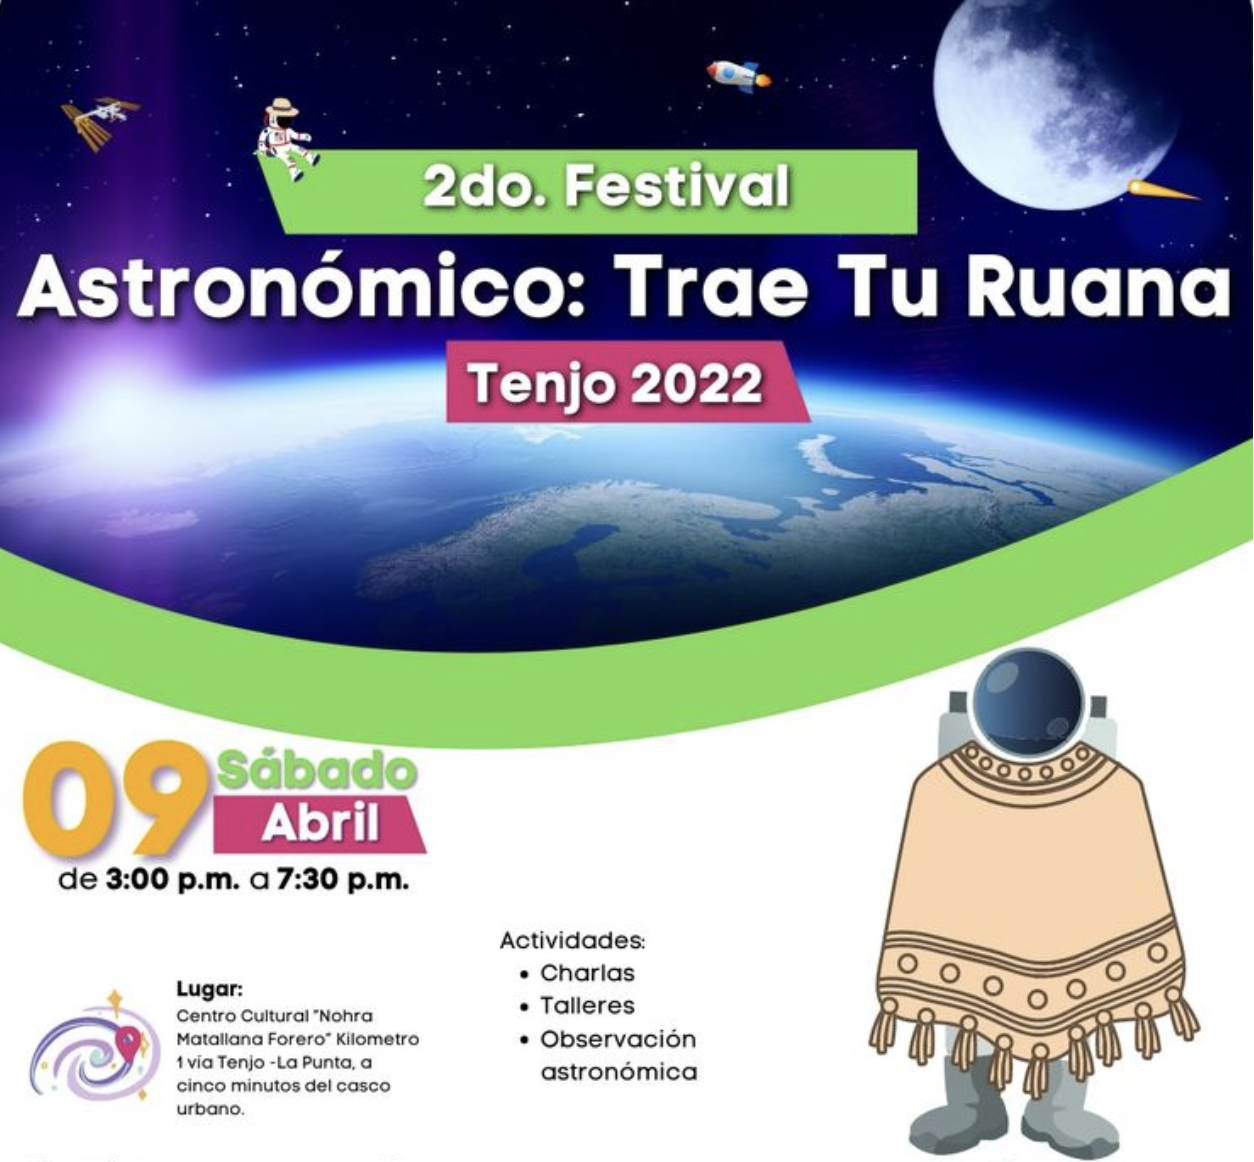 2do. Festival
Astronómico: Trae Tu Ruana
Tenjo 2022
09
Sábado
Abril
de 3:00 p.m. a 7:30 p.m.
Actividades:
• Charlas
• Talleres
• Observación
astronómica
Lugar:
Centro Cultural "Nohra
Matallana Forero" Kilometro
1 vía Tenjo -La Punta, a
cinco minutos del casco
urbano.